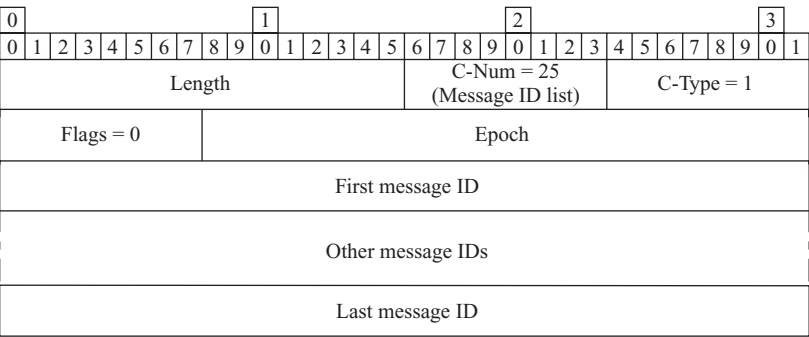 0 1 2 3
0 1 2 3 4 5 6 7 8 9 0 1 2 3 4 5 6 7 8 9 0 1 2 3 4 5 6 7 8 9 0 1
Length C-Num = 25 C-Type = 1
(Message ID list)
Flags = 0 Epoch
First message ID
Other message IDs
Last message ID